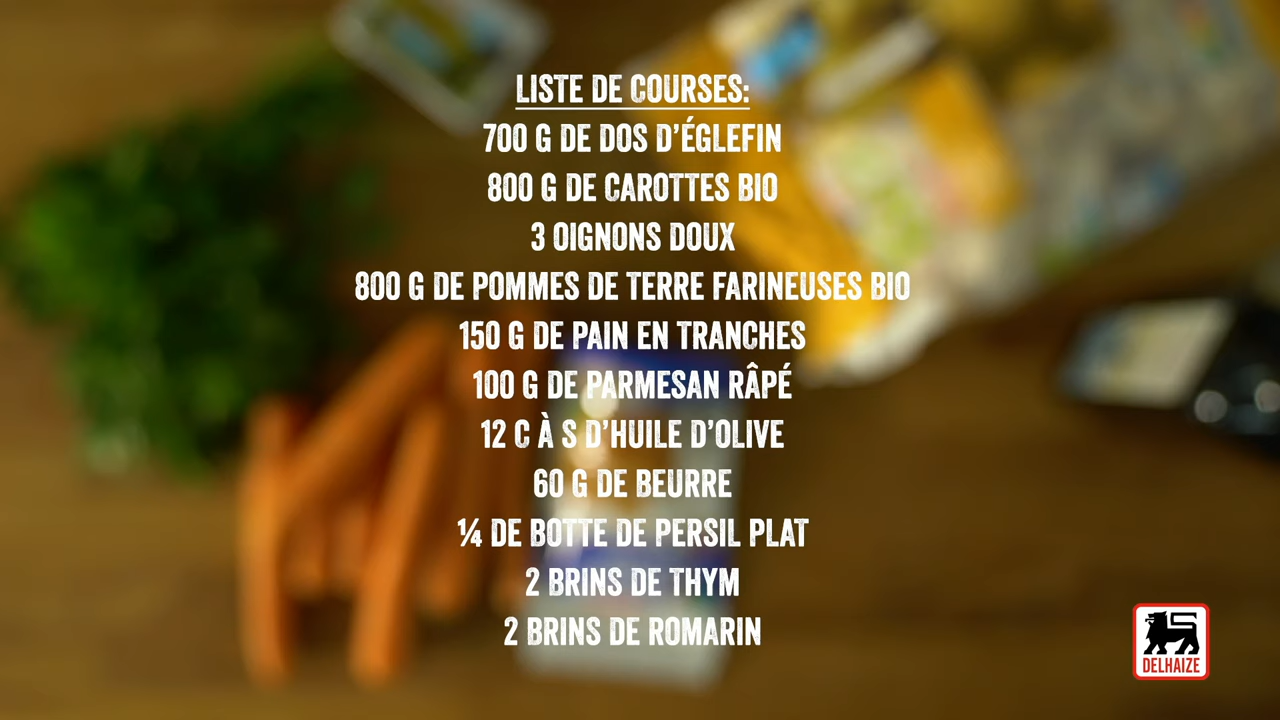 LISTE DE COURSES:
700 G DE DOS D'ÉGLEFIN
800 G DE CAROTTES BIO
3 OIGNONS DOUX
800 G DE POMMES DE TERRE FARINEUSES BIO
150 G DE PAIN EN TRANCHES
100 G DE PARMESAN RÂPÉ
12 C À S D'HUILE D'OLIVE
60 G DE BEURRE
¼ DE BOTTE DE PERSIL PLAT
2 BRINS DE THYM
2 BRINS DE ROMARIN
DELHAIZE